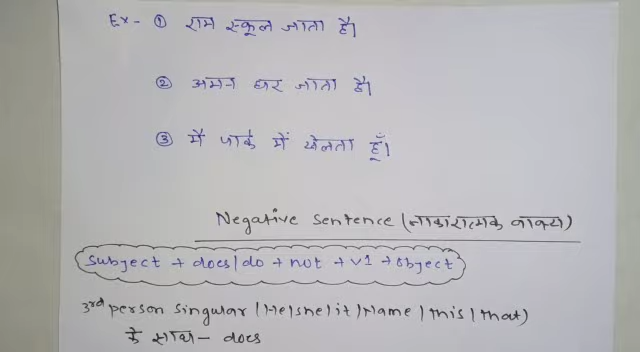 Ex- ① राम स्कूल जाता है।
② अमन घर जाता है।
③ मैं पार्क में खेलता हूँ।
Negative Sentence (नाकारात्मक वाक्य)
Subject + does/do + not + v1 + object
3rd person singular (He/she/it/Name/this/that)
के साथ - does